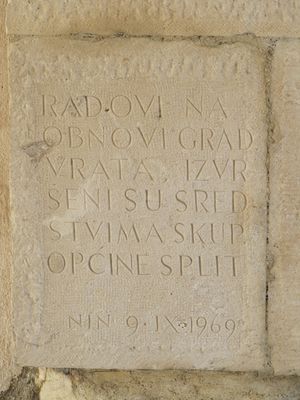 RADOVI NA
OBNOVI GRAD
VRATA IZVR
ŠENI SU SRED
STVIMA SKUP
OPĆINE SPLIT
NIN 9·IX·1969